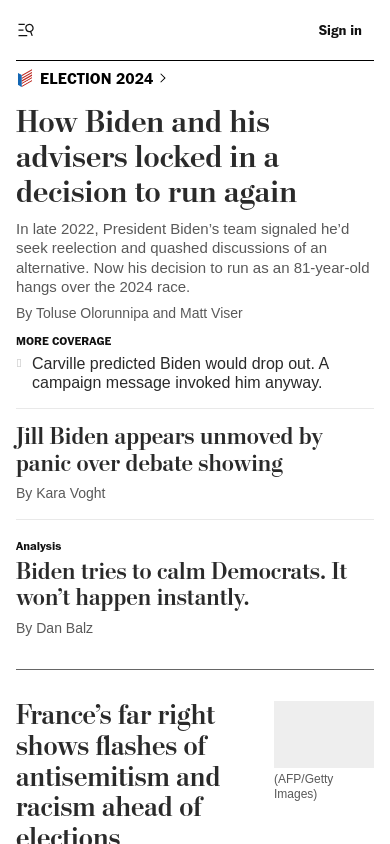 Sign in
ELECTION 2024
How Biden and his
advisers locked in a
decision to run again
In late 2022, President Biden’s team signaled he’d
seek reelection and quashed discussions of an
alternative. Now his decision to run as an 81-year-old
hangs over the 2024 race.
By Toluse Olorunnipa and Matt Viser
MORE COVERAGE
Carville predicted Biden would drop out. A
campaign message invoked him anyway.
Jill Biden appears unmoved by
panic over debate showing
By Kara Voght
Analysis
Biden tries to calm Democrats. It
won’t happen instantly.
By Dan Balz
France’s far right
shows flashes of
antisemitism and
racism ahead of
elections
(AFP/Getty
Images)